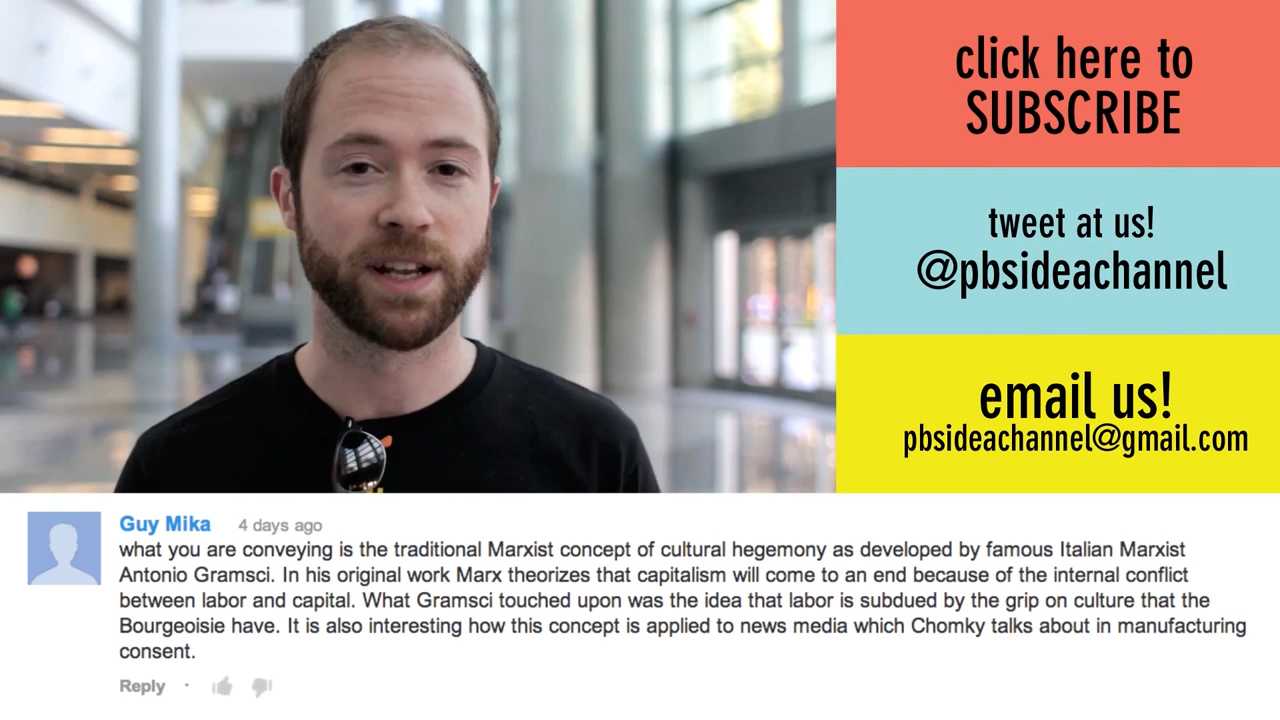 click here to
SUBSCRIBE
tweet at us!
@pbsideachannel
email us!
pbsideachannel@gmail.com
Guy Mika 4 days ago
what you are conveying is the traditional Marxist concept of cultural hegemony as developed by famous Italian Marxist
Antonio Gramsci. In his original work Marx theorizes that capitalism will come to an end because of the internal conflict
between labor and capital. What Gramsci touched upon was the idea that labor is subdued by the grip on culture that the
Bourgeoisie have. It is also interesting how this concept is applied to news media which Chomky talks about in manufacturing
consent.
Reply ·